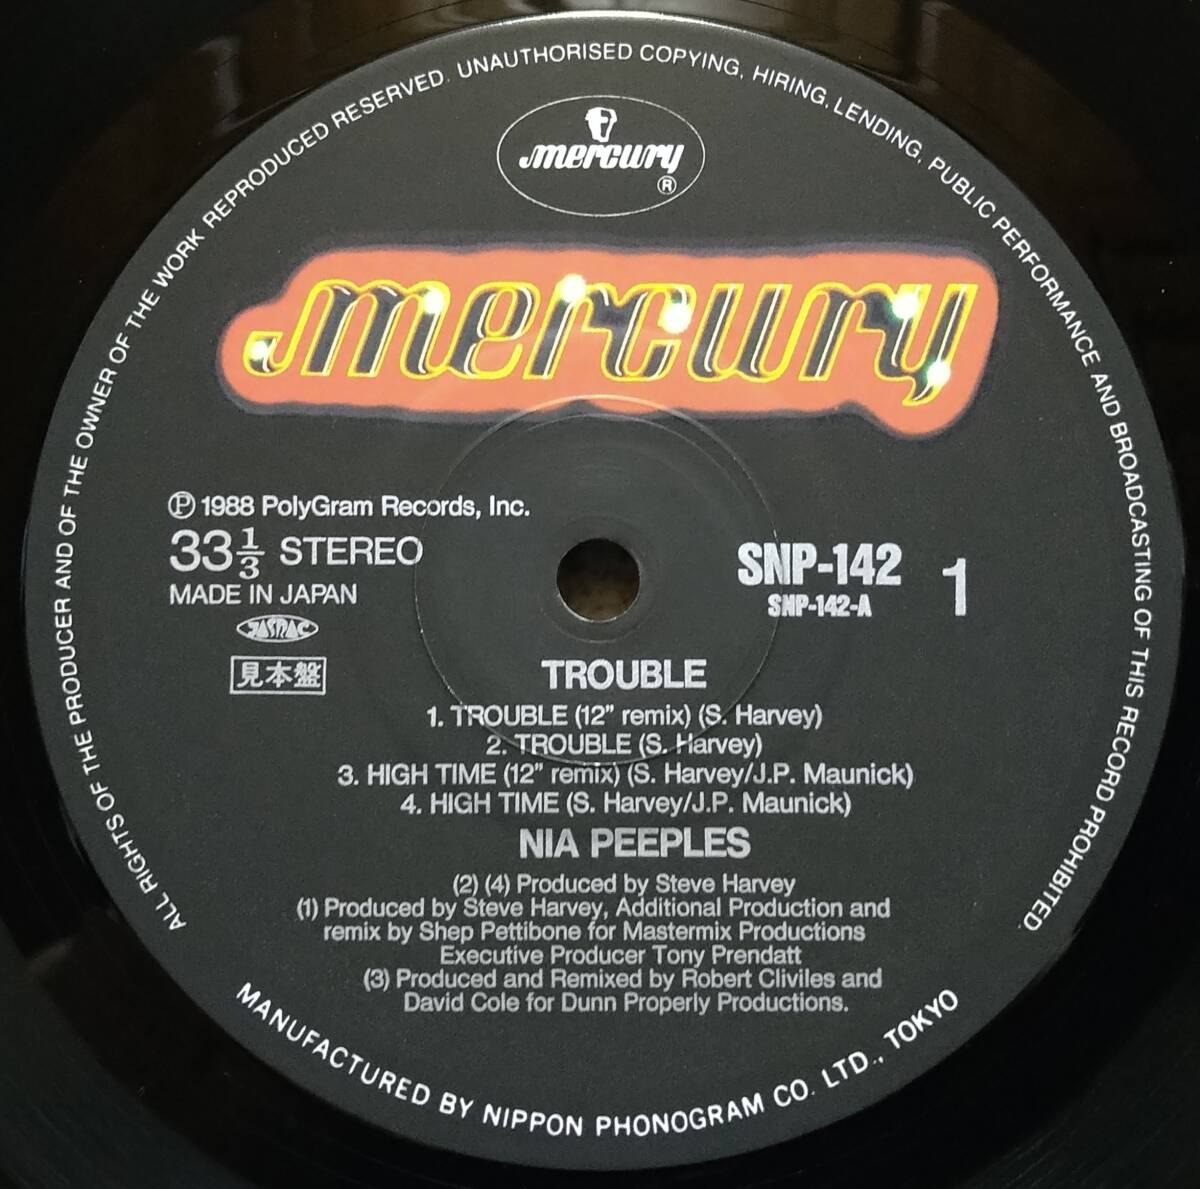 ALL RIGHTS OF THE PRODUCER AND OF THE OWNER OF THE WORK REPRODUCED RESERVED. UNAUTHORISED COPYING, HIRING, LENDING, PUBLIC PERFORMANCE AND BROADCASTING OF THIS RECORD PROHIBITED.
mercury
®
mercury
Ⓟ 1988 PolyGram Records, Inc.
33 1/3 STEREO
MADE IN JAPAN
JASRAC
見本盤
SNP-142 1
SNP-142-A
TROUBLE
1. TROUBLE (12" remix) (S. Harvey)
2. TROUBLE (S. Harvey)
3. HIGH TIME (12" remix) (S. Harvey/J.P. Maunick)
4. HIGH TIME (S. Harvey/J.P. Maunick)
NIA PEEPLES
(2) (4) Produced by Steve Harvey
(1) Produced by Steve Harvey, Additional Production and
remix by Shep Pettibone for Mastermix Productions
Executive Producer Tony Prendatt
(3) Produced and Remixed by Robert Cliviles and
David Cole for Dunn Properly Productions.
MANUFACTURED BY NIPPON PHONOGRAM CO. LTD., TOKYO